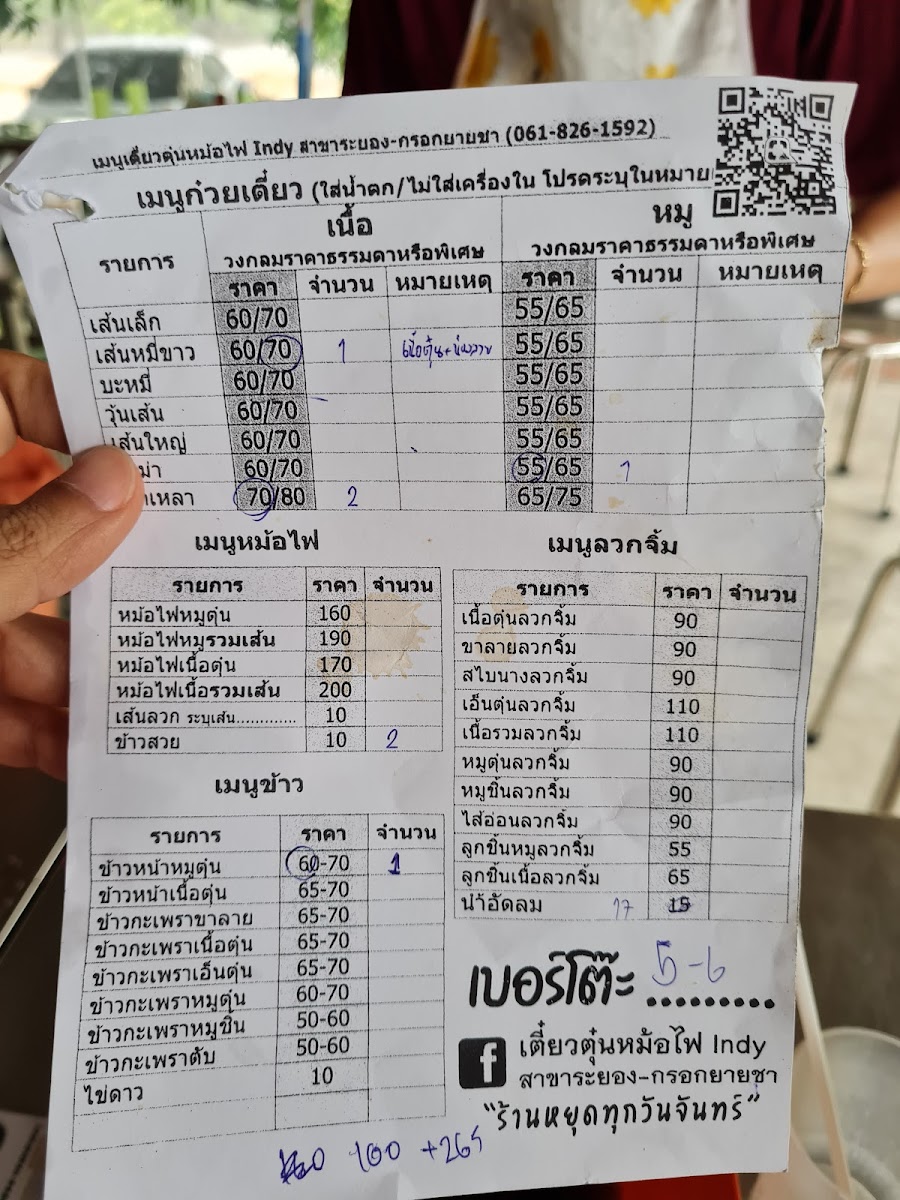 เมนูเตี๋ยวตุ๋นหม้อไฟ Indy สาขาระยอง-กรอกยายชา (061-826-1592)
เมนูก๋วยเตี๋ยว (ใส่น้ำตก/ไม่ใส่เครื่องใน โปรดระบุในหมาย
รายการ เนื้อ หมู
วงกลมราคาธรรมดาหรือพิเศษ วงกลมราคาธรรมดาหรือพิเศษ
ราคา จำนวน หมายเหตุ ราคา จำนวน หมายเหตุ
เส้นเล็ก 60/70 55/65
เส้นหมี่ขาว 60/70 1 55/65
บะหมี่ 60/70 55/65
วุ้นเส้น 60/70 55/65
เส้นใหญ่ 60/70 55/65
ม่า 60/70 55/65 1
เหลา 70/80 2 65/75
เมนูหม้อไฟ
รายการ ราคา จำนวน
หม้อไฟหมูตุ๋น 160
หม้อไฟหมูรวมเส้น 190
หม้อไฟเนื้อตุ๋น 170
หม้อไฟเนื้อรวมเส้น 200
เส้นลวก ระบุเส้น............. 10
ข้าวสวย 10 2
เมนูลวกจิ้ม
รายการ ราคา จำนวน
เนื้อตุ๋นลวกจิ้ม 90
ขาลายลวกจิ้ม 90
สไบนางลวกจิ้ม 90
เอ็นตุ๋นลวกจิ้ม 110
เนื้อรวมลวกจิ้ม 110
หมูตุ๋นลวกจิ้ม 90
หมูชิ้นลวกจิ้ม 90
ไส้อ่อนลวกจิ้ม 90
ลูกชิ้นหมูลวกจิ้ม 55
ลูกชิ้นเนื้อลวกจิ้ม 65
น้ำอัดลม 17 15
เมนูข้าว
รายการ ราคา จำนวน
ข้าวหน้าหมูตุ๋น 60-70 1
ข้าวหน้าเนื้อตุ๋น 65-70
ข้าวกะเพราขาลาย 65-70
ข้าวกะเพราเนื้อตุ๋น 65-70
ข้าวกะเพราเอ็นตุ๋น 65-70
ข้าวกะเพราหมูตุ๋น 60-70
ข้าวกะเพราหมูชิ้น 50-60
ข้าวกะเพราตับ 50-60
ไข่ดาว 10
เบอร์โต๊ะ 5-6 .........
เตี๋ยวตุ๋นหม้อไฟ Indy
สาขาระยอง-กรอกยายชา
"ร้านหยุดทุกวันจันทร์"
100 +265